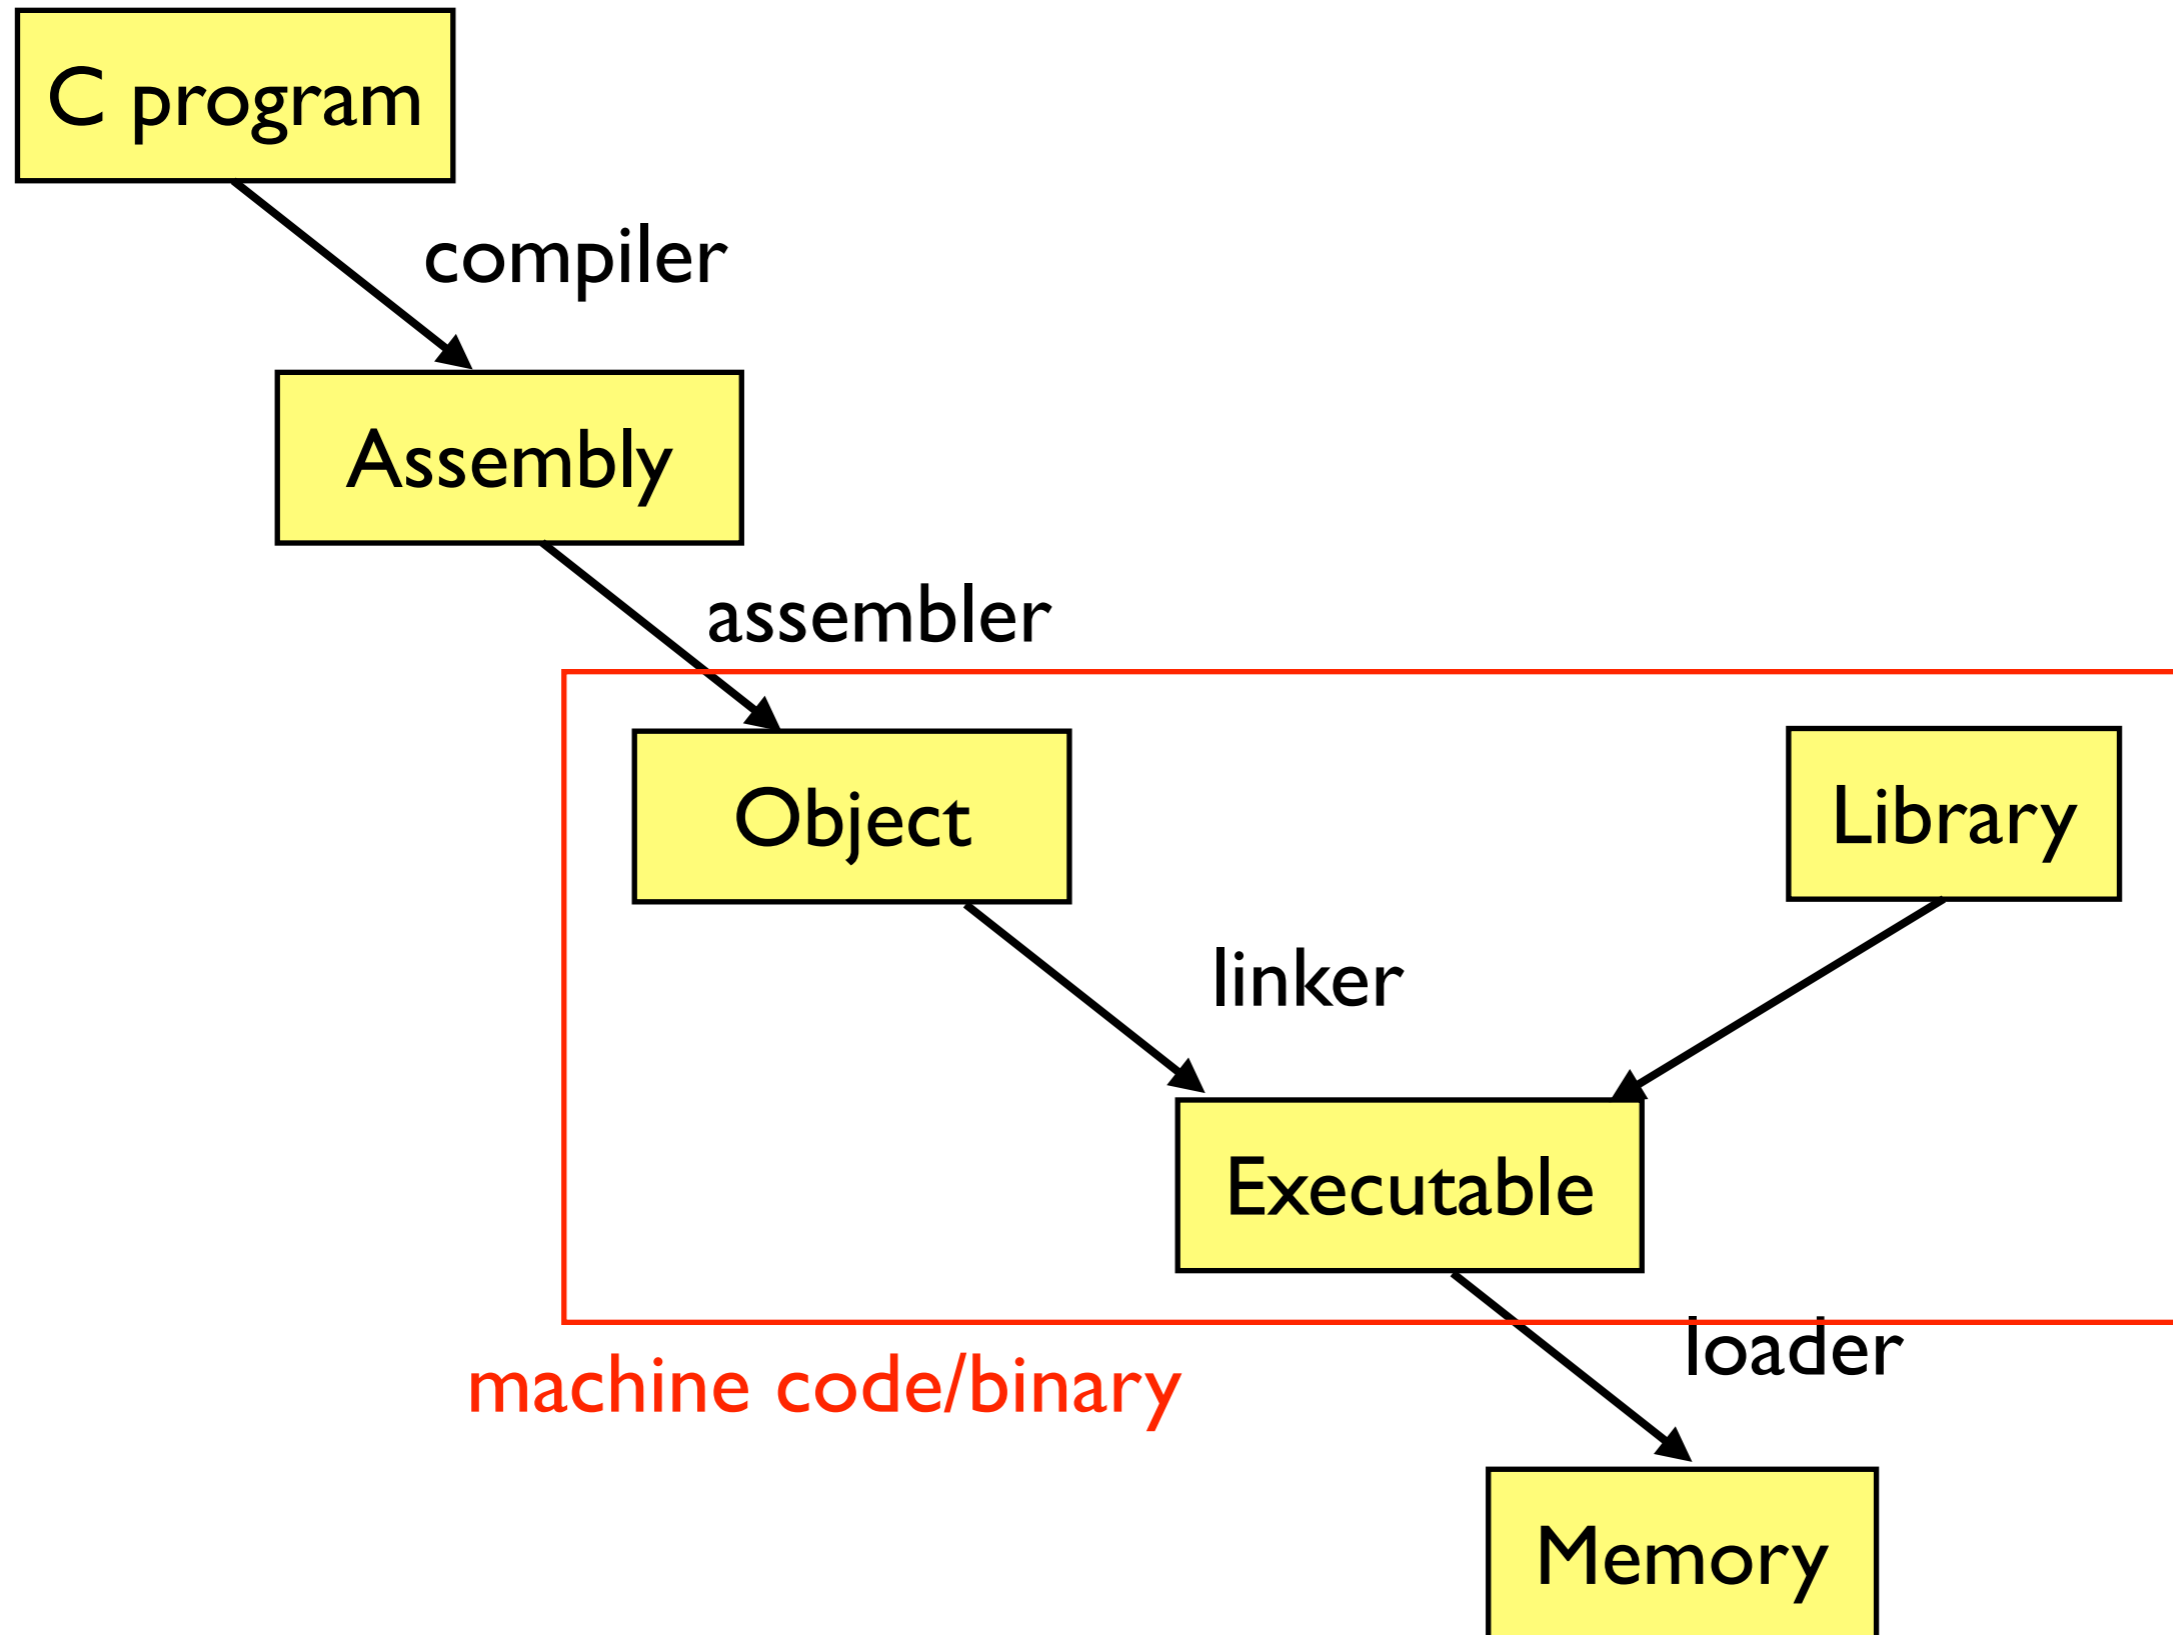 C program
compiler
Assembly
assembler
Object
Library
linker
Executable
loader
machine code/binary
Memory